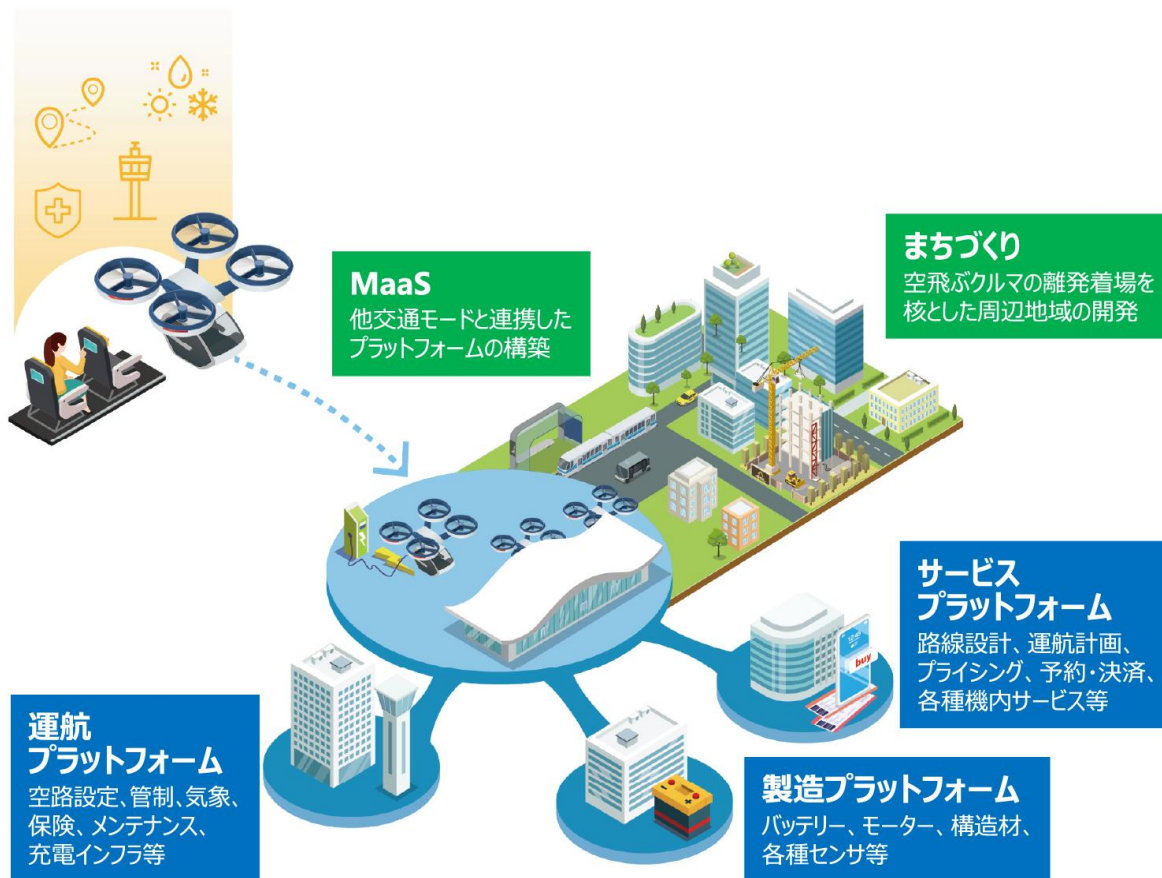 MaaS
他交通モードと連携した
プラットフォームの構築
まちづくり
空飛ぶクルマの離発着場を
核とした周辺地域の開発
サービス
プラットフォーム
路線設計、運航計画、
プライシング、予約・決済、
各種機内サービス等
buy
運航
プラットフォーム
空路設定、管制、気象、
保険、メンテナンス、
充電インフラ等
製造プラットフォーム
バッテリー、モーター、構造材、
各種センサ等